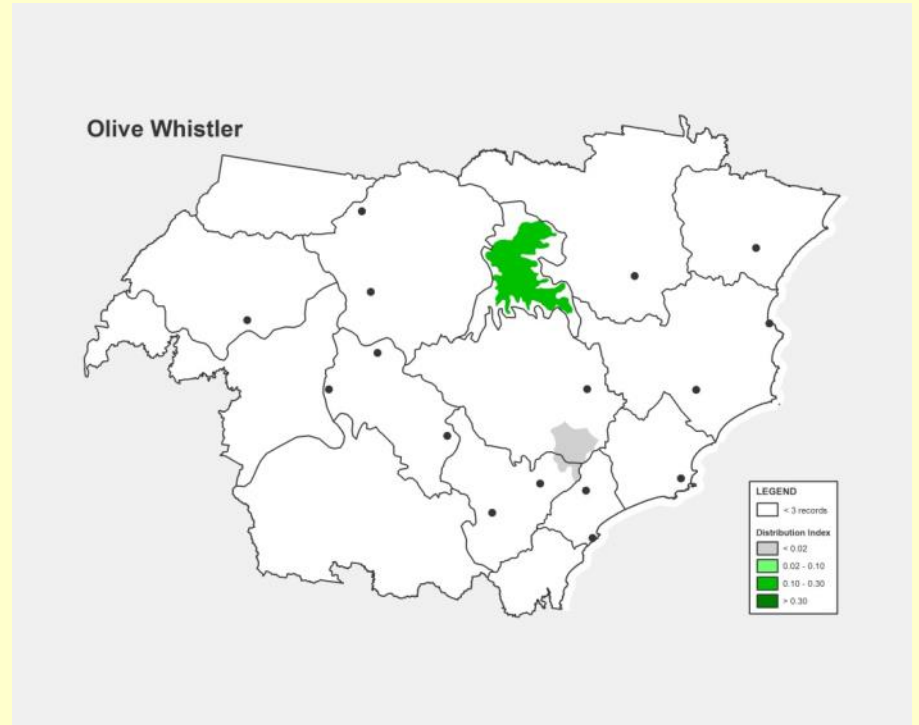 Olive Whistler
LEGEND
< 3 records
Distribution Index
< 0.02
0.02 - 0.10
0.10 - 0.30
> 0.30